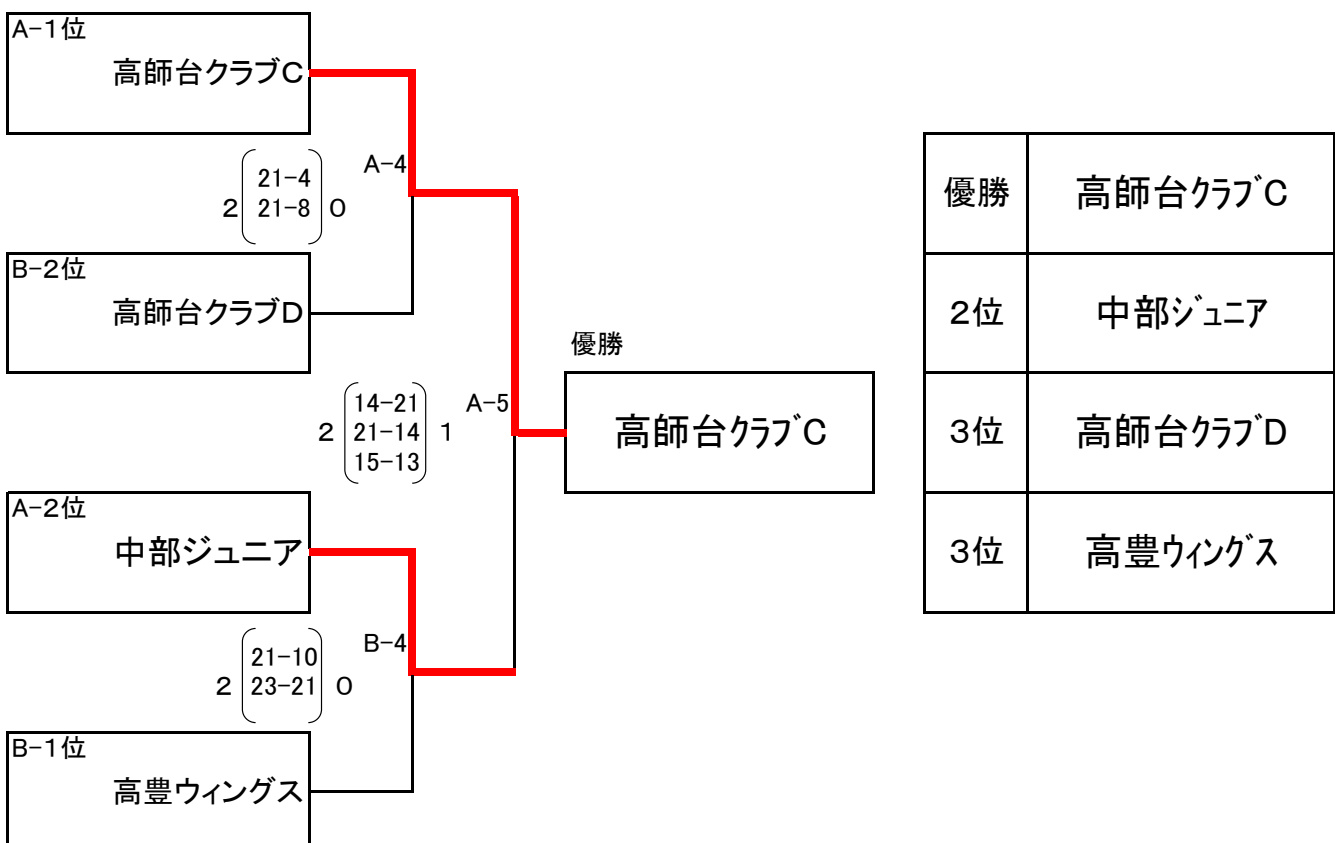 A-1位
高師台クラブC
2 21-4 0
21-8
A-4
B-2位
高師台クラブD
優勝
高師台ｸﾗﾌﾞC
2 14-21 1
21-14
15-13
A-5
A-2位
中部ジュニア
2 21-10 0
23-21
B-4
B-1位
高豊ウィングス
優勝 高師台ｸﾗﾌﾞC
2位 中部ｼﾞｭﾆｱ
3位 高師台ｸﾗﾌﾞD
3位 高豊ｳｨﾝｸﾞｽ